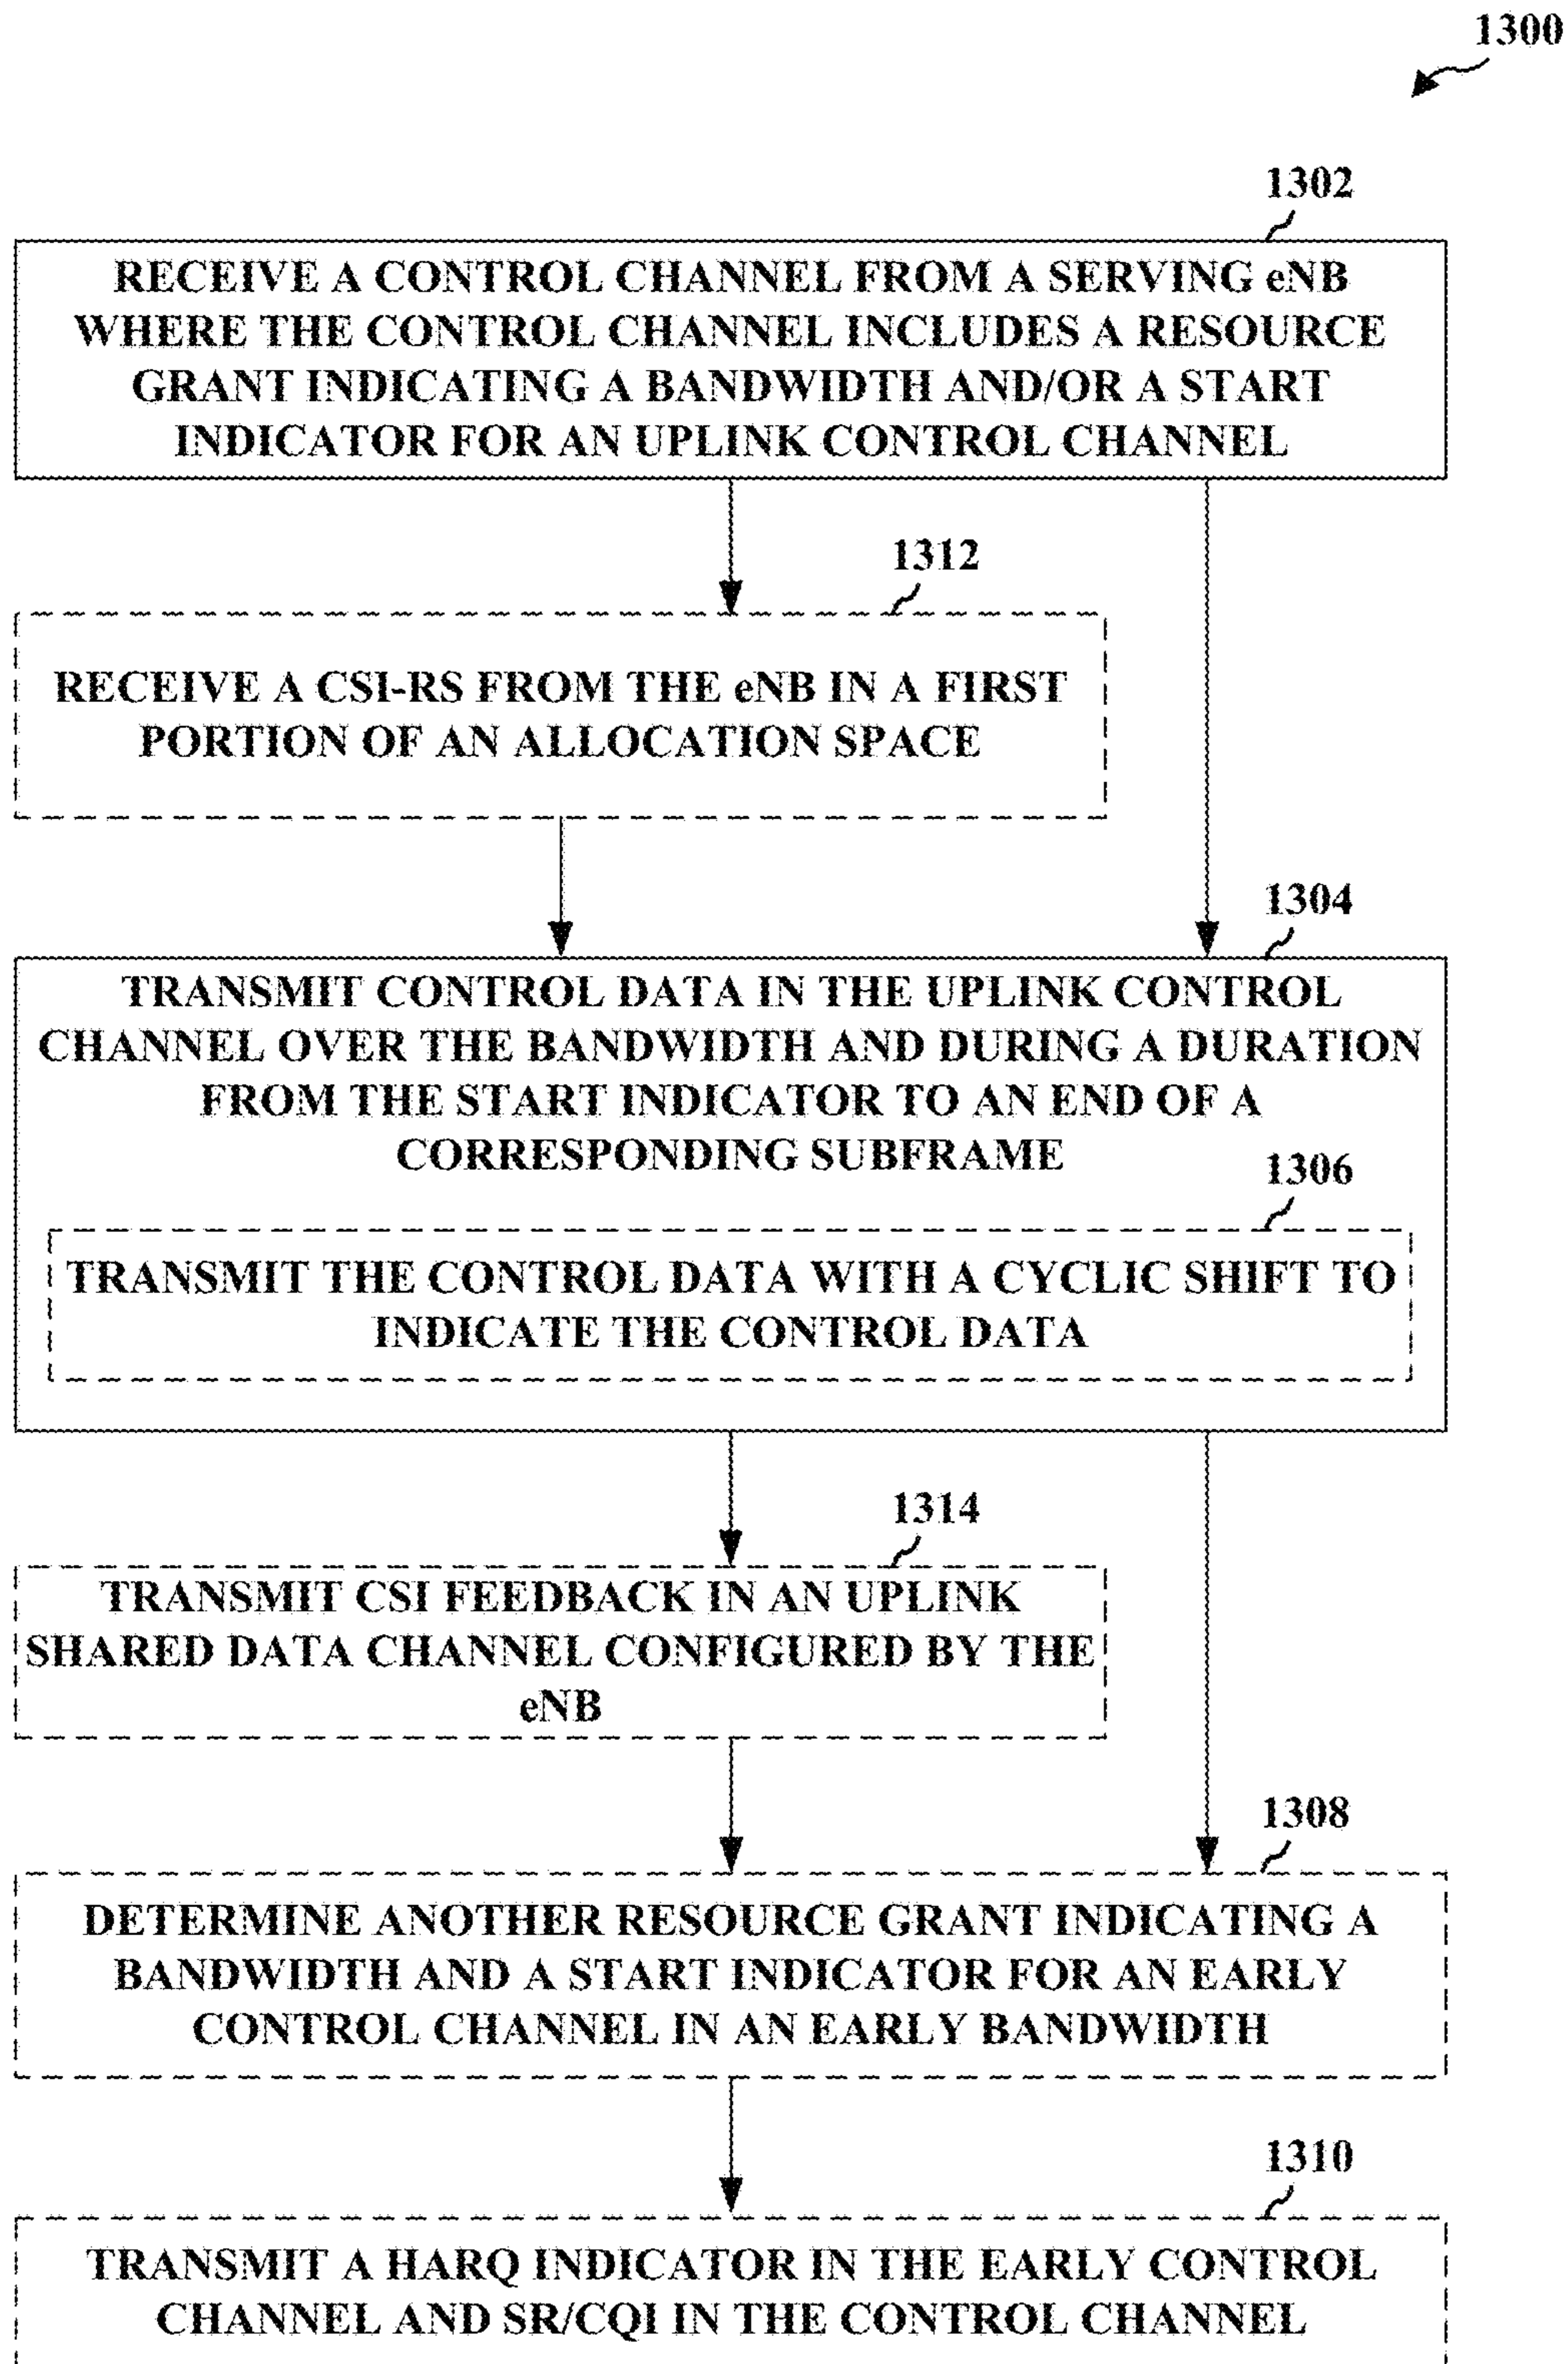 1300
1302
RECEIVE A CONTROL CHANNEL FROM A SERVING eNB
WHERE THE CONTROL CHANNEL INCLUDES A RESOURCE
GRANT INDICATING A BANDWIDTH AND/OR A START
INDICATOR FOR AN UPLINK CONTROL CHANNEL
1312
RECEIVE A CSI-RS FROM THE eNB IN A FIRST
PORTION OF AN ALLOCATION SPACE
1304
TRANSMIT CONTROL DATA IN THE UPLINK CONTROL
CHANNEL OVER THE BANDWIDTH AND DURING A DURATION
FROM THE START INDICATOR TO AN END OF A
CORRESPONDING SUBFRAME
1306
TRANSMIT THE CONTROL DATA WITH A CYCLIC SHIFT TO
INDICATE THE CONTROL DATA
1314
TRANSMIT CSI FEEDBACK IN AN UPLINK
SHARED DATA CHANNEL CONFIGURED BY THE
eNB
1308
DETERMINE ANOTHER RESOURCE GRANT INDICATING A
BANDWIDTH AND A START INDICATOR FOR AN EARLY
CONTROL CHANNEL IN AN EARLY BANDWIDTH
1310
TRANSMIT A HARQ INDICATOR IN THE EARLY CONTROL
CHANNEL AND SR/CQI IN THE CONTROL CHANNEL